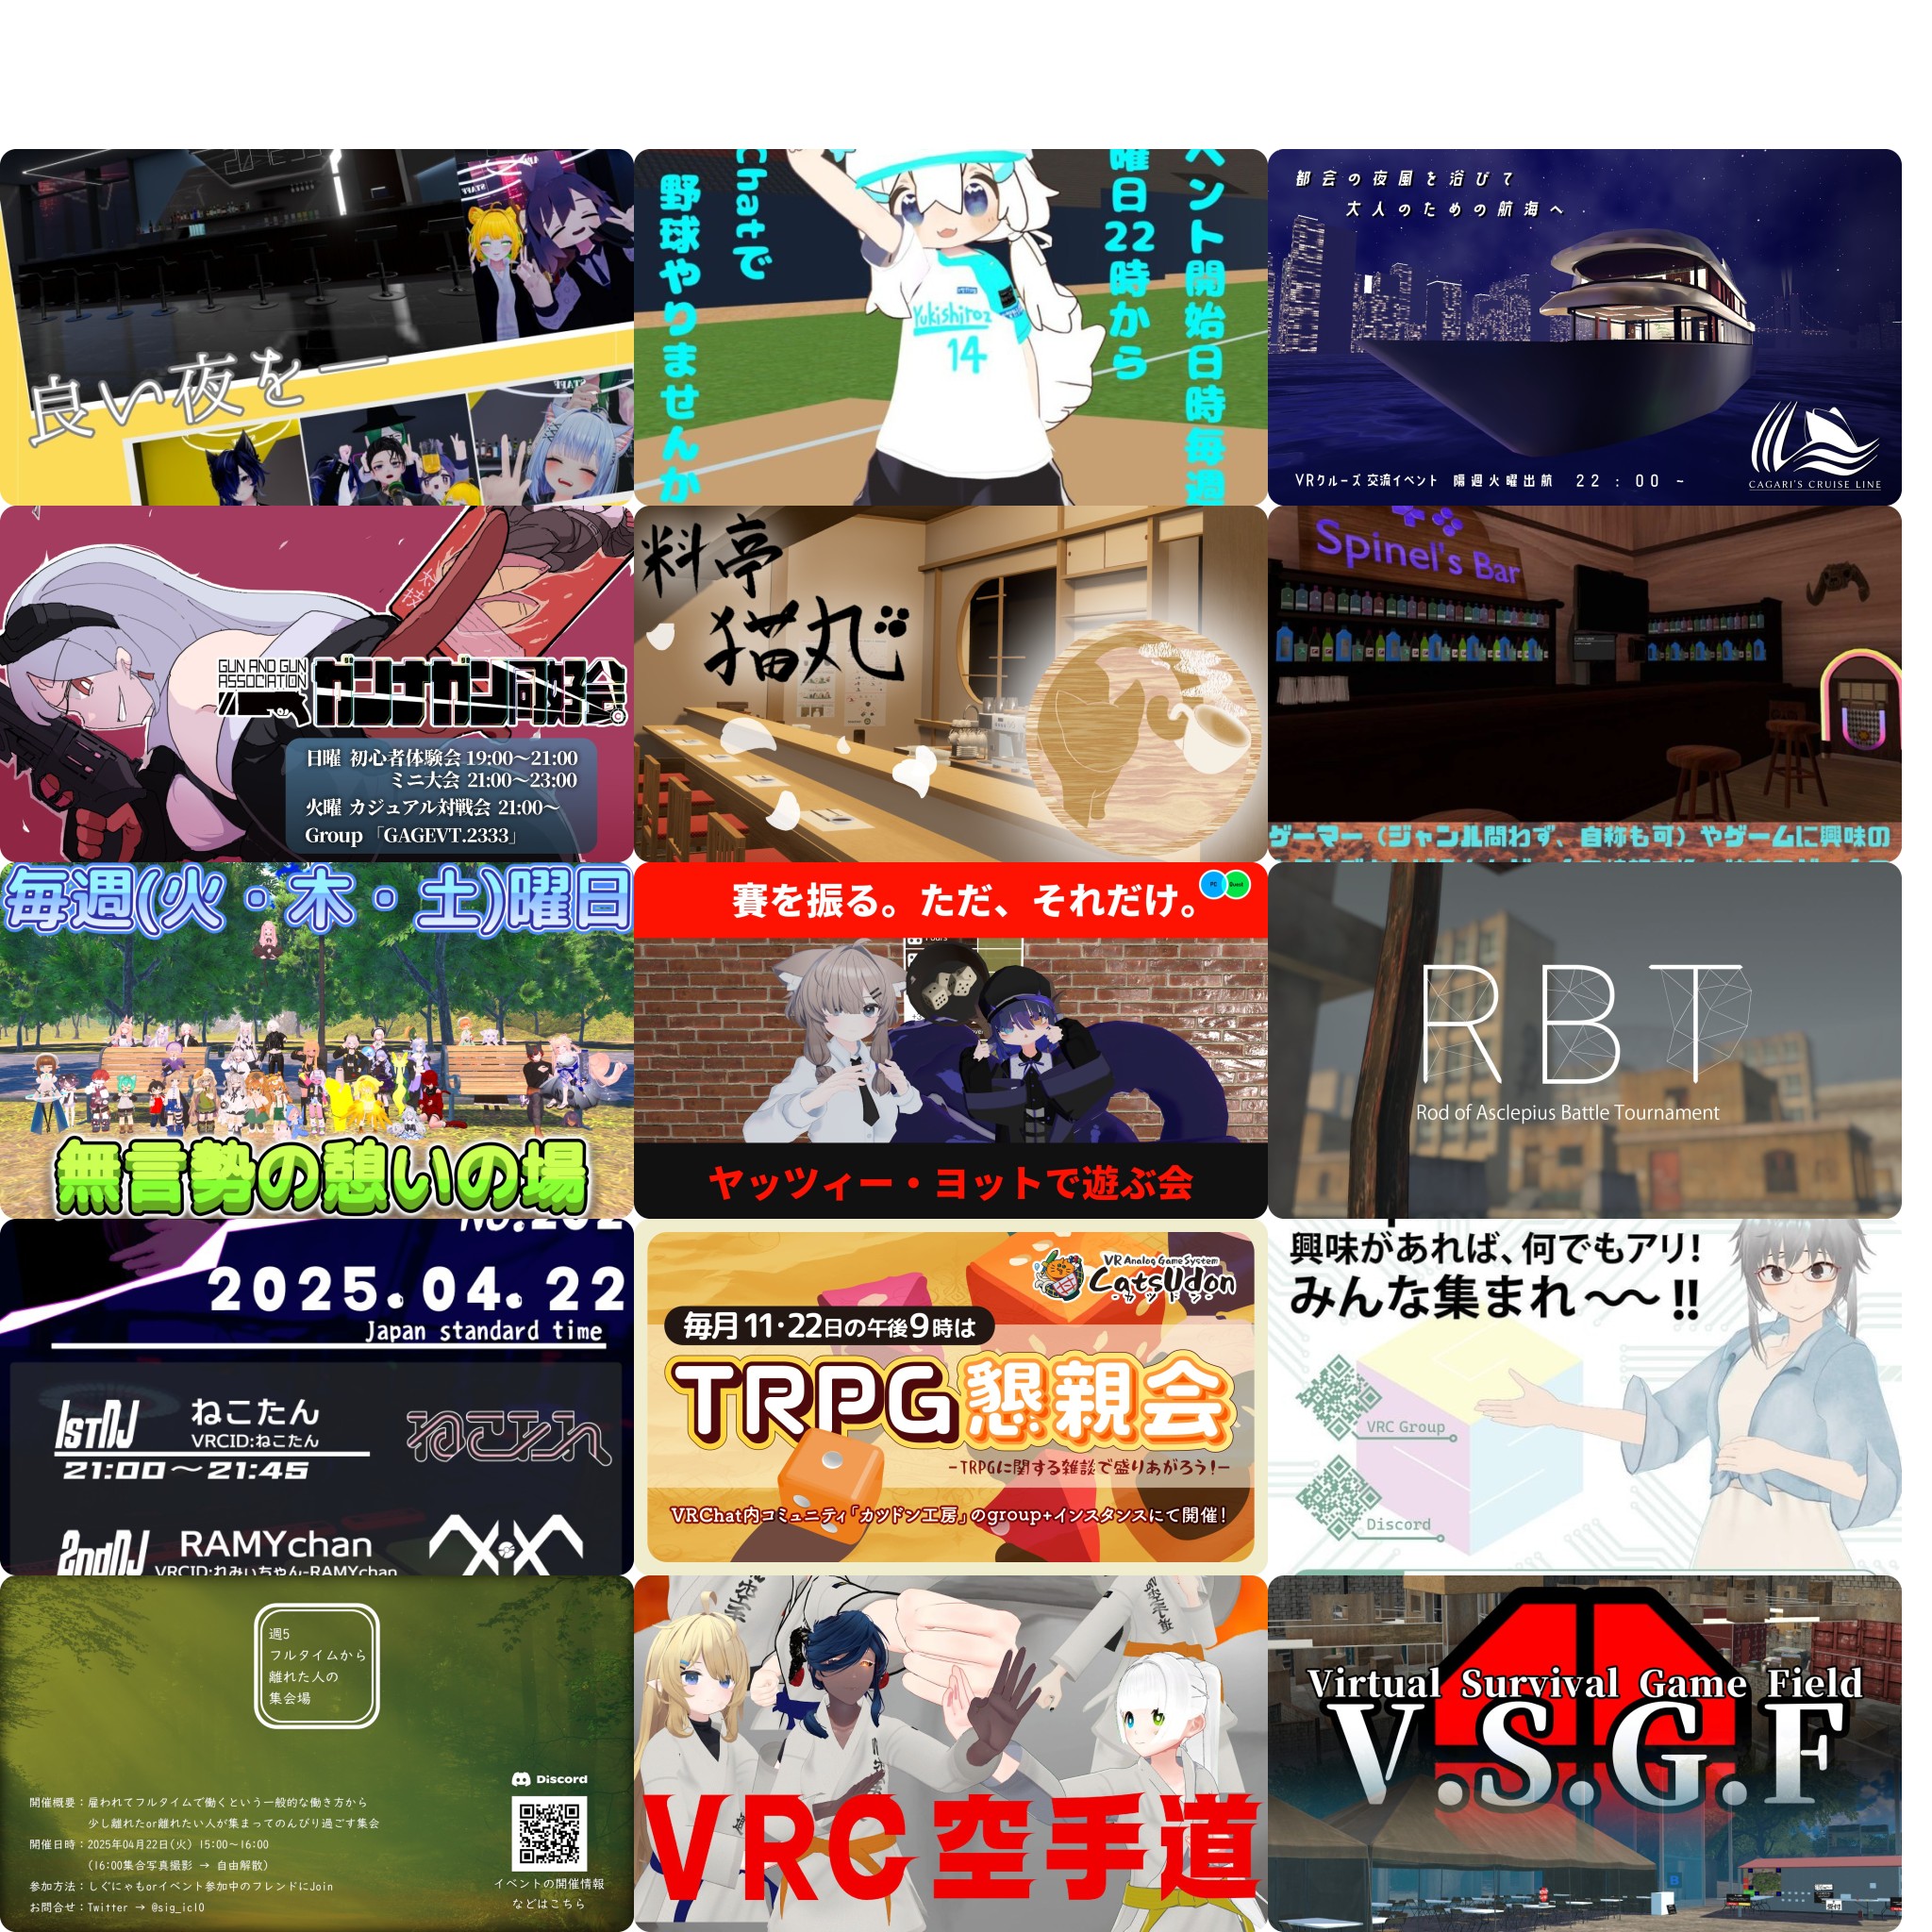 良い夜を―
STAFF
STAFF
ベント開始日時毎週
曜日22時から
chatで
野球やりませんか
Yukishiroz
14
都会の夜風を浴びて
大人のための航海へ
VRクルーズ交流イベント 隔週火曜出航 22:00 ~
CAGARI'S CRUISE LINE
GUN AND GUN
ASSOCIATION
ガンナガン同好会
日曜 初心者体験会 19:00～21:00
ミニ大会 21:00～23:00
火曜 カジュアル対戦会 21:00～
Group 「GAGEVT.2333」
料亭
猫丸
Spinel's Bar
ゲーマー（ジャンル問わず、自称も可）やゲームに興味の
毎週(火・木・土)曜日
無言勢の憩いの場
賽を振る。ただ、それだけ。
PC
Quest
ヤッツィー・ヨットで遊ぶ会
RBT
Rod of Asclepius Battle Tournament
2025.04.22
Japan standard time
1stDJ
ねこたん
VRCID:ねこたん
21:00～21:45
ねこたん
2ndDJ
RAMYchan
VRCID:れみぃちゃん-RAMYchan
VR Analog Game System
CatsUdon
-カツドン-
毎月11・22日の午後9時は
TRPG懇親会
-TRPGに関する雑談で盛りあがろう!-
VRChat内コミュニティ「カツドン工房」のgroup+インスタンスにて開催!
興味があれば、何でもアリ!
みんな集まれ～～!!
VRC Group
Discord
週5
フルタイムから
離れた人の
集会場
開催概要：雇われてフルタイムで働くという一般的な働き方から
少し離れたor離れたい人が集まってのんびり過ごす集会
開催日時：2025年04月22日(火) 15:00～16:00
(16:00集合写真撮影 → 自由解散)
参加方法：しぐにゃもorイベント参加中のフレンドにJoin
お問合せ：Twitter → @sig_icl0
Discord
イベントの開催情報
などはこちら
VRC空手道
Virtual Survival Game Field
V.S.G.F